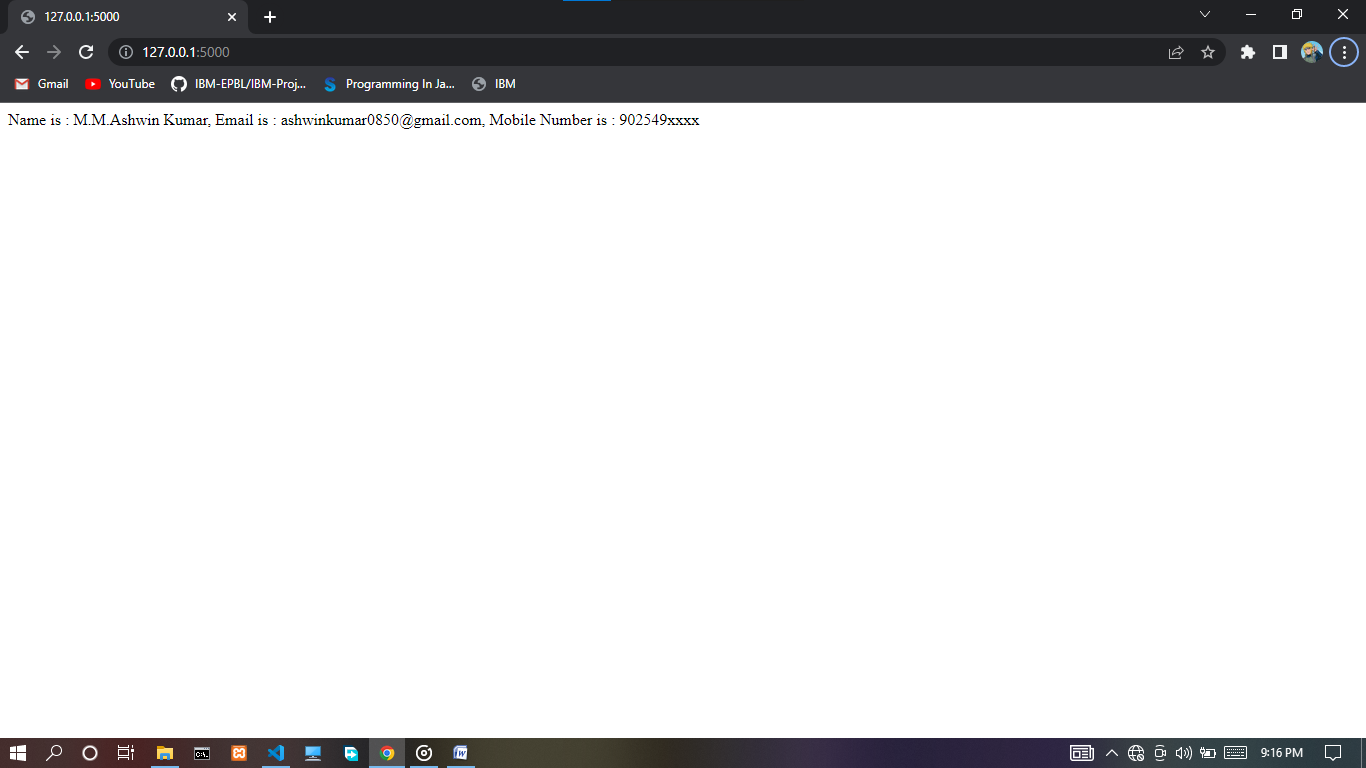 127.0.0.1:5000
127.0.0.1:5000
Gmail YouTube IBM-EPBL/IBM-Proj... Programming In Ja... IBM
Name is : M.M.Ashwin Kumar, Email is : ashwinkumar0850@gmail.com, Mobile Number is : 902549xxxx
9:16 PM